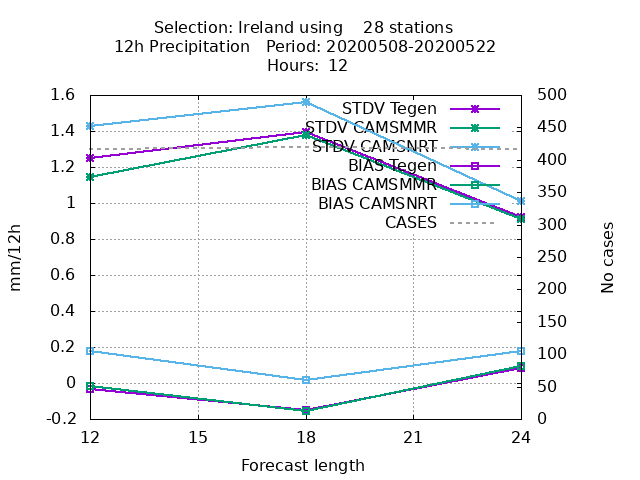 Selection: Ireland using 28 stations
12h Precipitation Period: 20200508-20200522
Hours: 12
1.6
1.4
1.2
1
0.8
0.6
0.4
0.2
0
-0.2
mm/12h
STDV Tegen
STDV CAMSMMR
STDV CAMSNRT
BIAS Tegen
BIAS CAMSMMR
BIAS CAMSNRT
CASES
500
450
400
350
300
250
200
150
100
50
0
No cases
12 15 18 21 24
Forecast length